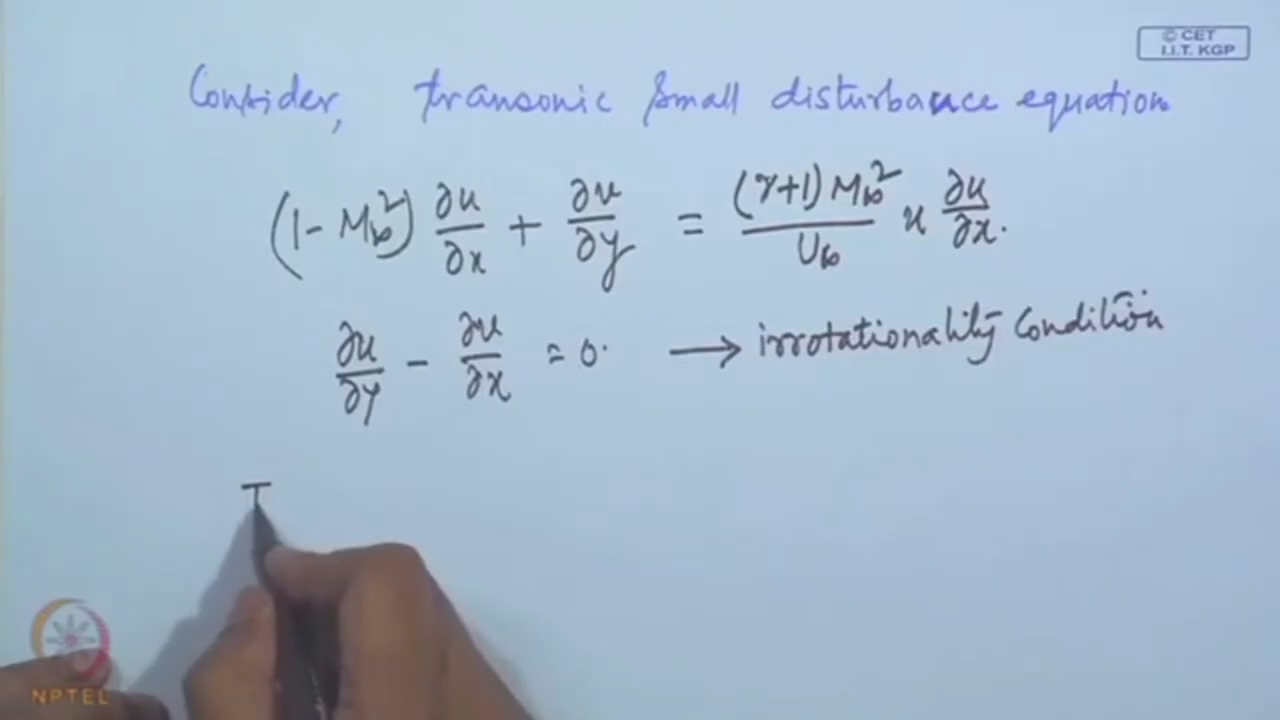 © CET
I.I.T. KGP
Consider, transonic small disturbance equation
(1 - M∞²) ∂u/∂x + ∂v/∂y = (γ+1) M∞² / U∞ u ∂u/∂x.
∂u/∂y - ∂v/∂x = 0. → irrotationality condition
T
NPTEL